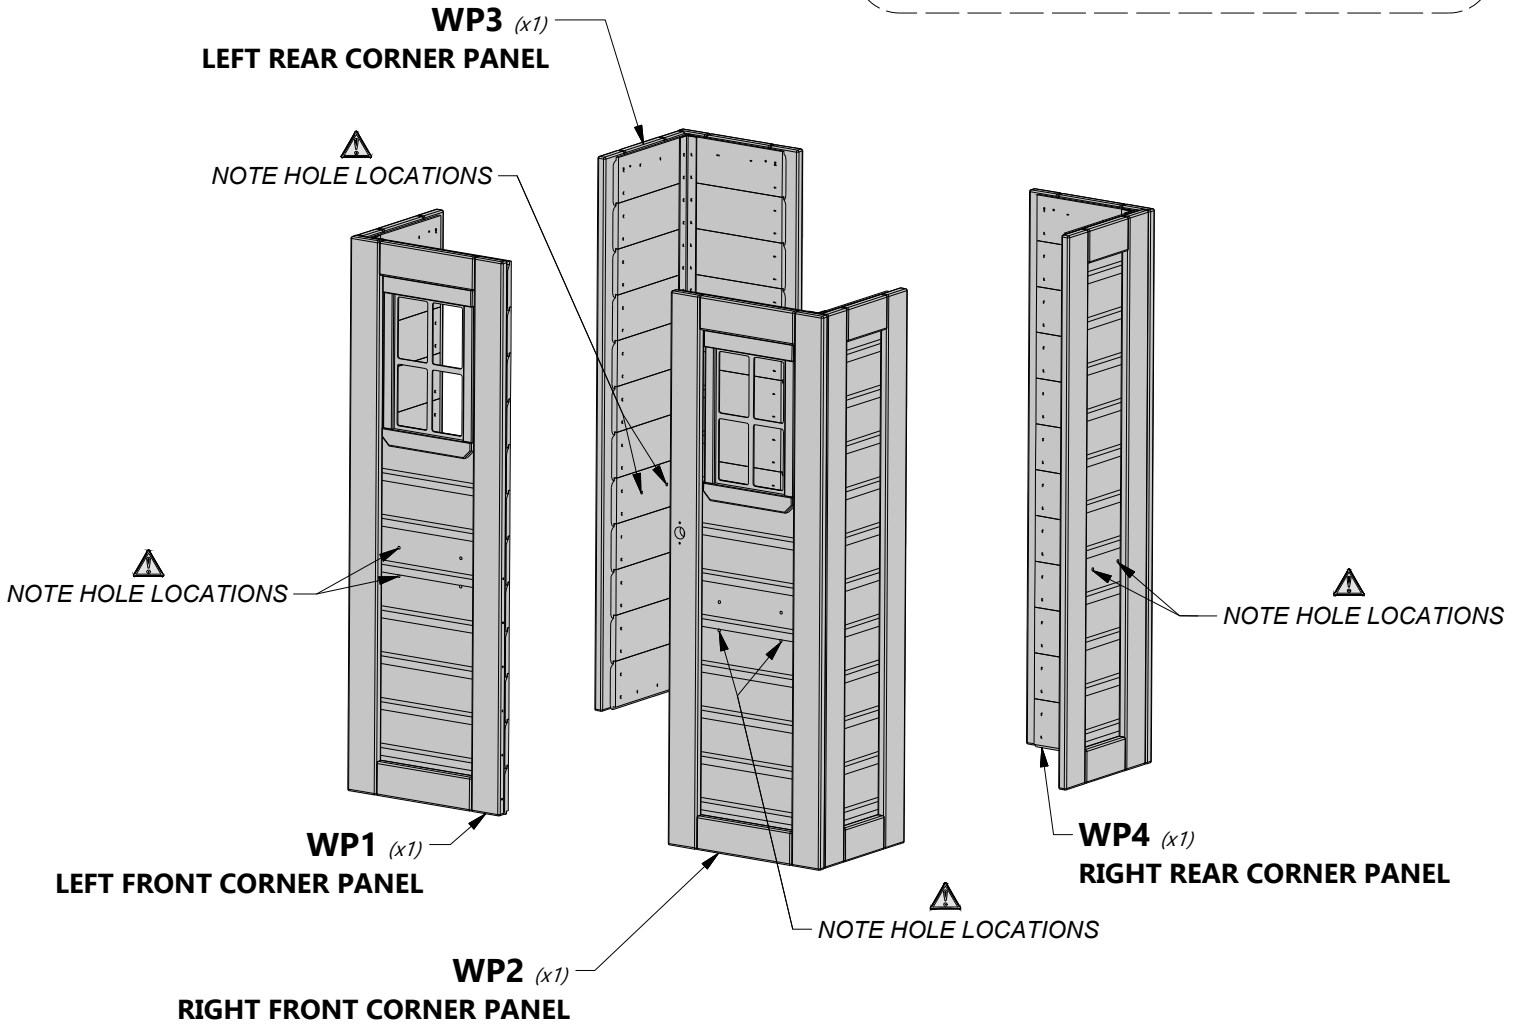 WP3 (x1)
LEFT REAR CORNER PANEL
NOTE HOLE LOCATIONS
NOTE HOLE LOCATIONS
NOTE HOLE LOCATIONS
WP1 (x1)
LEFT FRONT CORNER PANEL
WP4 (x1)
RIGHT REAR CORNER PANEL
NOTE HOLE LOCATIONS
WP2 (x1)
RIGHT FRONT CORNER PANEL